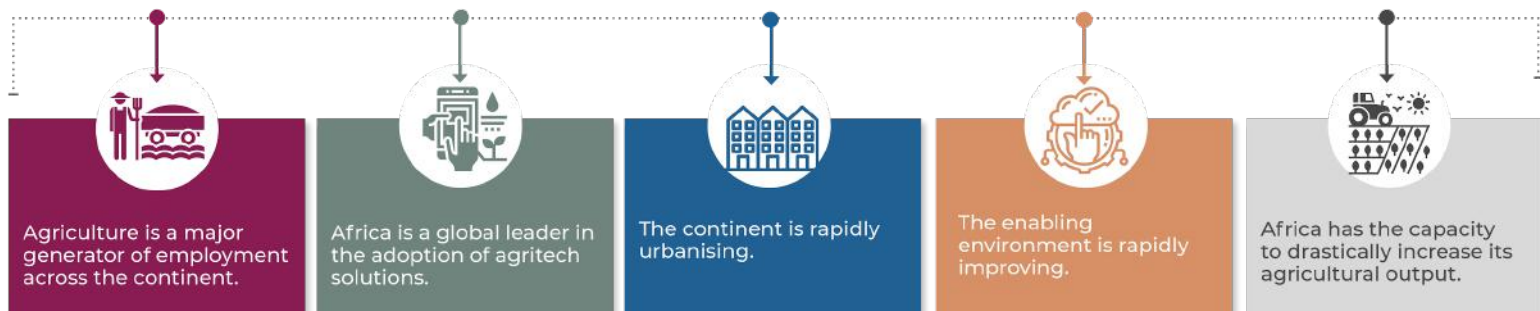 Agriculture is a major
generator of employment
across the continent.
Africa is a global leader in
the adoption of agritech
solutions.
The continent is rapidly
urbanising.
The enabling
environment is rapidly
improving.
Africa has the capacity
to drastically increase its
agricultural output.